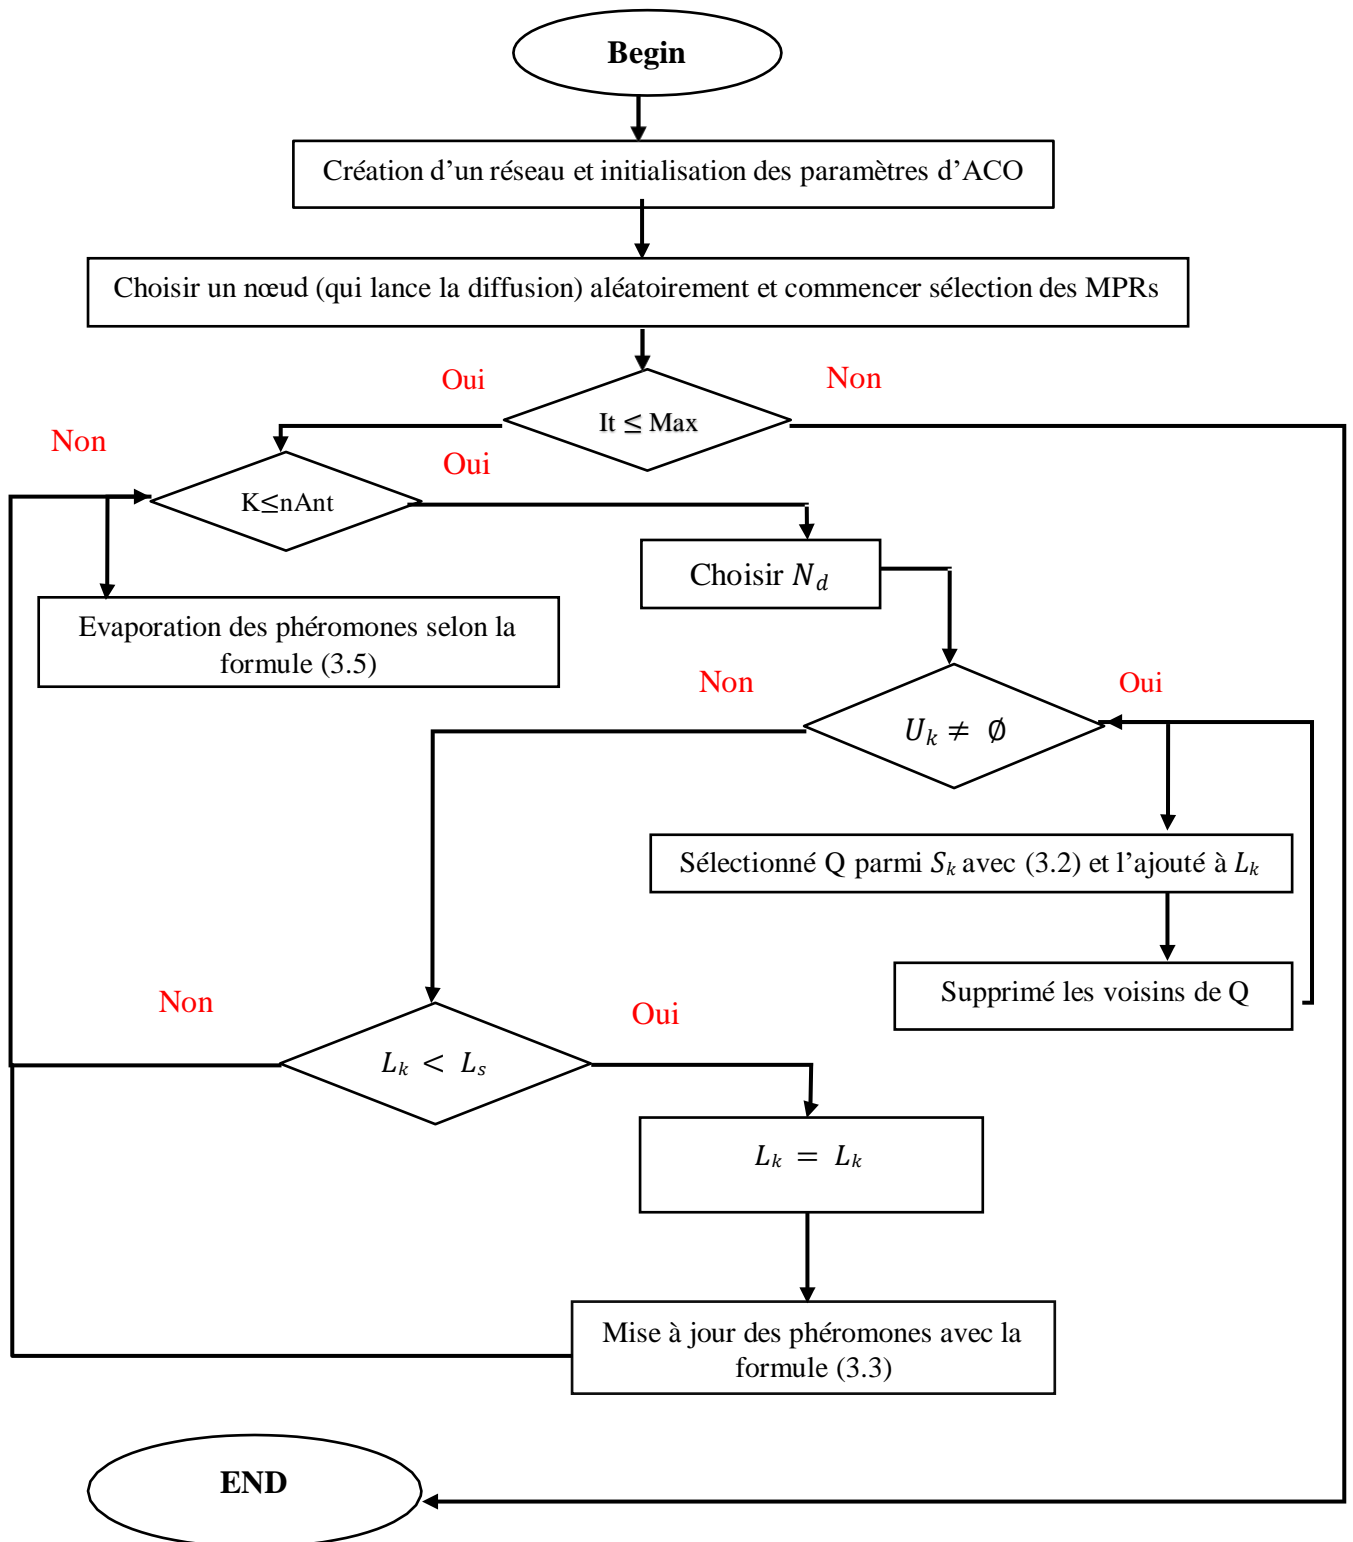 Begin
Création d’un réseau et initialisation des paramètres d’ACO
Choisir un nœud (qui lance la diffusion) aléatoirement et commencer sélection des MPRs
Oui
Non
It ≤ Max
Non
Oui
K≤nAnt
Choisir N_d
Evaporation des phéromones selon la
formule (3.5)
Non
Oui
U_k ≠ ∅
Sélectionné Q parmi S_k avec (3.2) et l’ajouté à L_k
Supprimé les voisins de Q
Non
Oui
L_k < L_s
L_k = L_k
Mise à jour des phéromones avec la
formule (3.3)
END